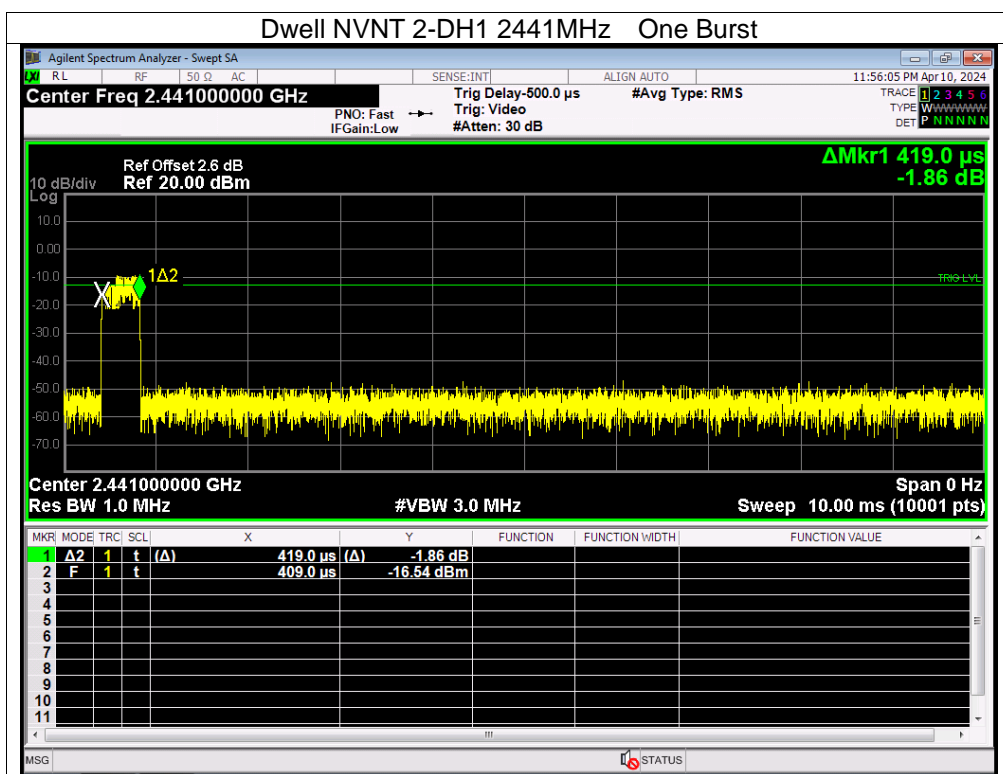 Dwell NVNT 2-DH1 2441MHz One Burst
Agilent Spectrum Analyzer - Swept SA
LXI RL RF 50 Ω AC SENSE:INT ALIGN AUTO 11:56:05 PM Apr 10, 2024
Center Freq 2.441000000 GHz Trig Delay-500.0 µs #Avg Type: RMS TRACE 1 2 3 4 5 6
PNO: Fast Trig: Video TYPE WWWWWW
IFGain:Low #Atten: 30 dB DET P N N N N N
ΔMkr1 419.0 µs
-1.86 dB
Ref Offset 2.6 dB
10 dB/div Ref 20.00 dBm
Log
10.0
0.00
-10.0
1Δ2
TRIG LVL
-20.0
-30.0
-40.0
-50.0
-60.0
-70.0
Center 2.441000000 GHz Span 0 Hz
Res BW 1.0 MHz #VBW 3.0 MHz Sweep 10.00 ms (10001 pts)
MKR MODE TRC SCL X Y FUNCTION FUNCTION WIDTH FUNCTION VALUE
1 Δ2 1 t (Δ) 419.0 µs (Δ) -1.86 dB
2 F 1 t 409.0 µs -16.54 dBm
3
4
5
6
7
8
9
10
11
MSG STATUS